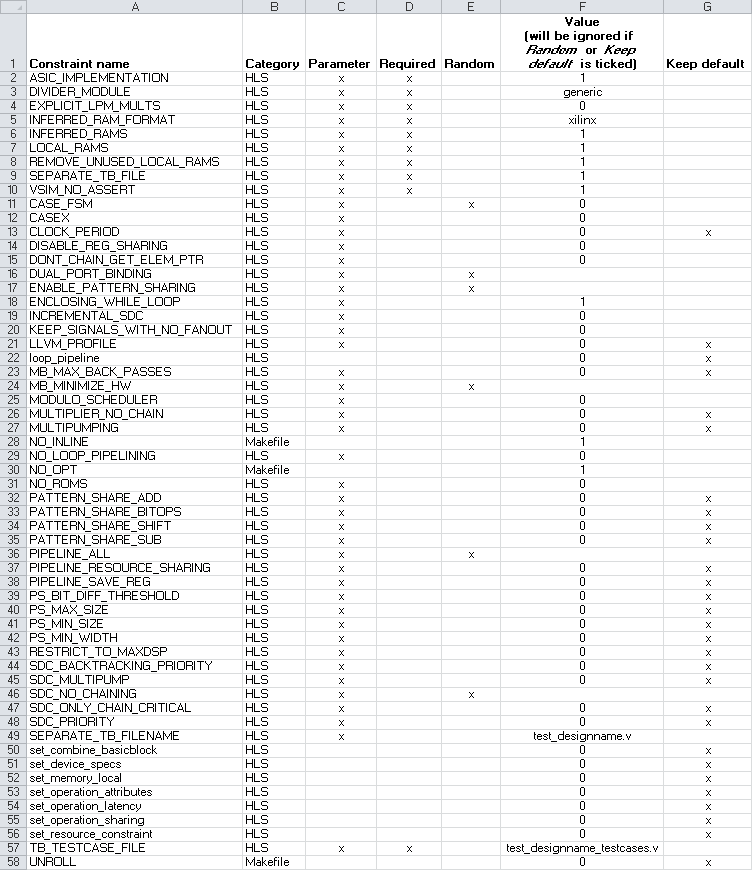 A B C D E F G
Value
(will be ignored if
Random or Keep
default is ticked)
1 Constraint name Category Parameter Required Random Keep default
2 ASIC_IMPLEMENTATION HLS x x 1
3 DIVIDER_MODULE HLS x x generic
4 EXPLICIT_LPM_MULTS HLS x x 0
5 INFERRED_RAM_FORMAT HLS x x xilinx
6 INFERRED_RAMS HLS x x 1
7 LOCAL_RAMS HLS x x 1
8 REMOVE_UNUSED_LOCAL_RAMS HLS x x 1
9 SEPARATE_TB_FILE HLS x x 1
10 VSIM_NO_ASSERT HLS x x 1
11 CASE_FSM HLS x x 0
12 CASEX HLS x 0
13 CLOCK_PERIOD HLS x 0 x
14 DISABLE_REG_SHARING HLS x 0
15 DONT_CHAIN_GET_ELEM_PTR HLS x 0
16 DUAL_PORT_BINDING HLS x x
17 ENABLE_PATTERN_SHARING HLS x x
18 ENCLOSING_WHILE_LOOP HLS x 1
19 INCREMENTAL_SDC HLS x 0
20 KEEP_SIGNALS_WITH_NO_FANOUT HLS x 0
21 LLVM_PROFILE HLS x 0 x
22 loop_pipeline HLS 0 x
23 MB_MAX_BACK_PASSES HLS x 0 x
24 MB_MINIMIZE_HW HLS x x
25 MODULO_SCHEDULER HLS x 0
26 MULTIPLIER_NO_CHAIN HLS x 0 x
27 MULTIPUMPING HLS x 0 x
28 NO_INLINE Makefile 1
29 NO_LOOP_PIPELINING HLS x 0
30 NO_OPT Makefile 1
31 NO_ROMS HLS x 0
32 PATTERN_SHARE_ADD HLS x 0 x
33 PATTERN_SHARE_BITOPS HLS x 0 x
34 PATTERN_SHARE_SHIFT HLS x 0 x
35 PATTERN_SHARE_SUB HLS x 0 x
36 PIPELINE_ALL HLS x x
37 PIPELINE_RESOURCE_SHARING HLS x 0 x
38 PIPELINE_SAVE_REG HLS x 0 x
39 PS_BIT_DIFF_THRESHOLD HLS x 0 x
40 PS_MAX_SIZE HLS x 0 x
41 PS_MIN_SIZE HLS x 0 x
42 PS_MIN_WIDTH HLS x 0 x
43 RESTRICT_TO_MAXDSP HLS x 0 x
44 SDC_BACKTRACKING_PRIORITY HLS x 0 x
45 SDC_MULTIPUMP HLS x 0 x
46 SDC_NO_CHAINING HLS x x
47 SDC_ONLY_CHAIN_CRITICAL HLS x 0 x
48 SDC_PRIORITY HLS x 0 x
49 SEPARATE_TB_FILENAME HLS x test_designname.v
50 set_combine_basicblock HLS 0 x
51 set_device_specs HLS 0 x
52 set_memory_local HLS 0 x
53 set_operation_attributes HLS 0 x
54 set_operation_latency HLS 0 x
55 set_operation_sharing HLS 0 x
56 set_resource_constraint HLS 0 x
57 TB_TESTCASE_FILE HLS x x test_designname_testcases.v
58 UNROLL Makefile 0 x